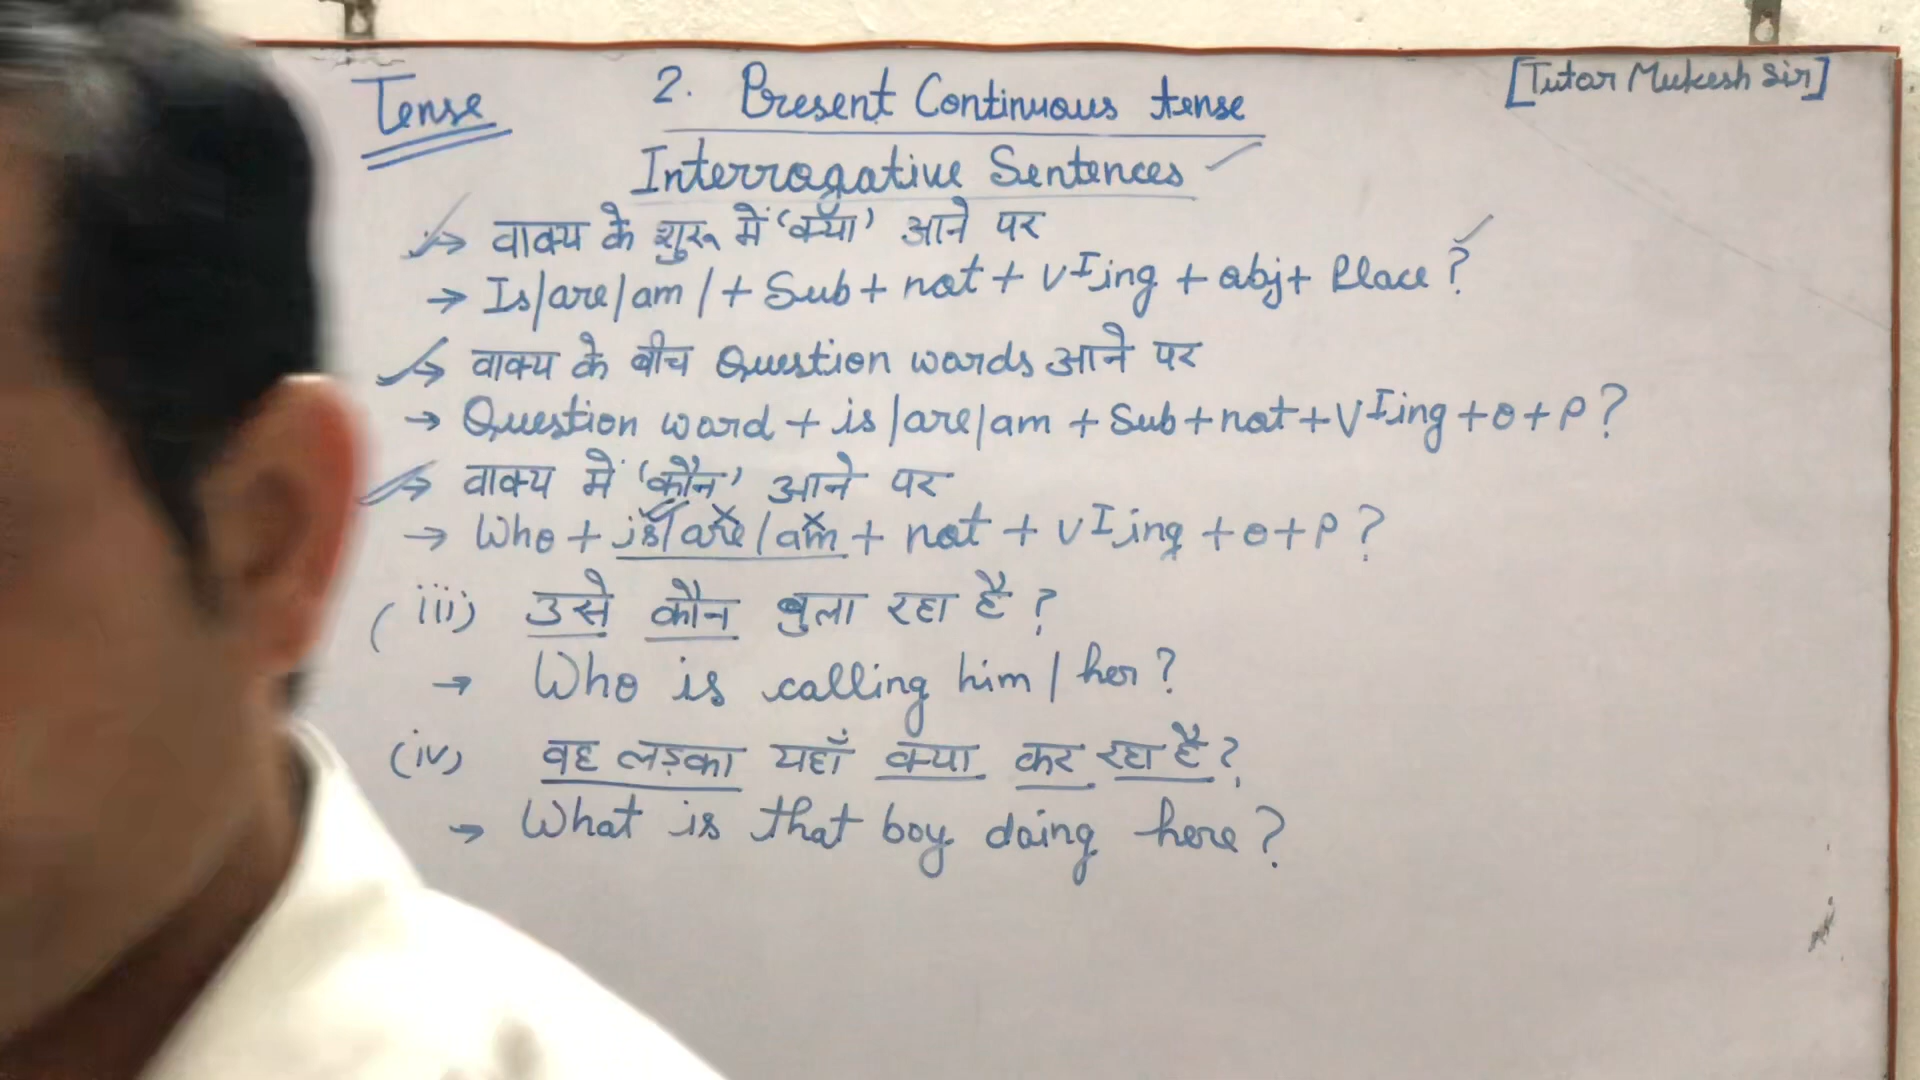 Tense 2. Present Continuous tense [Tutor Mukesh Sir]
Interrogative Sentences ✓
→ वाक्य के शुरू में 'क्या' आने पर
→ Is/are/am/ + Sub + not + VIing + obj + Place ?
→ वाक्य के बीच Question words आने पर
→ Question word + is/are/am + Sub + not + VIing + o + P ?
→ वाक्य में 'कौन' आने पर
→ Who + is/are/am + not + VIing + o + P ?
(iii) उसे कौन बुला रहा है ?
→ Who is calling him / her ?
(iv) वह लड़का यहाँ क्या कर रहा है ?
→ What is that boy doing here ?